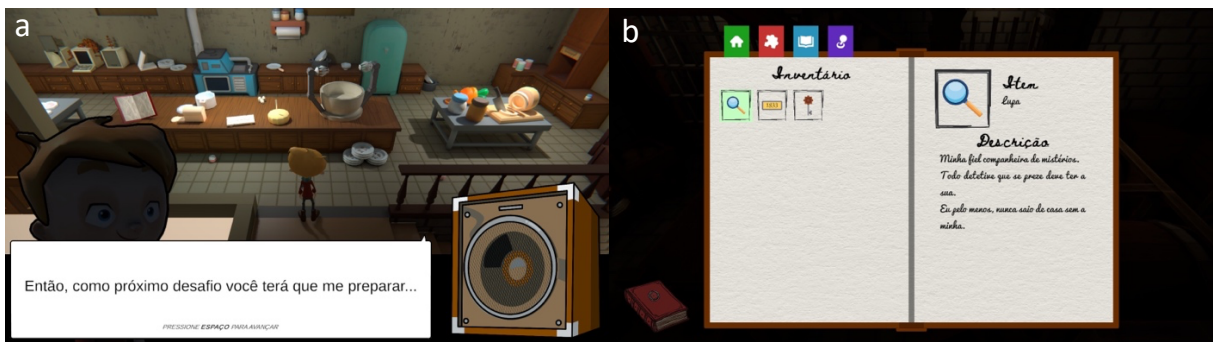 a
Então, como próximo desafio você terá que me preparar...
PRESSIONE ESPAÇO PARA AVANÇAR
b
Inventário
Item
Lupa
Descrição
Minha fiel companheira de mistérios.
Todo detetive que se preze deve ter a
sua.
Eu pelo menos, nunca saio de casa sem a
minha.